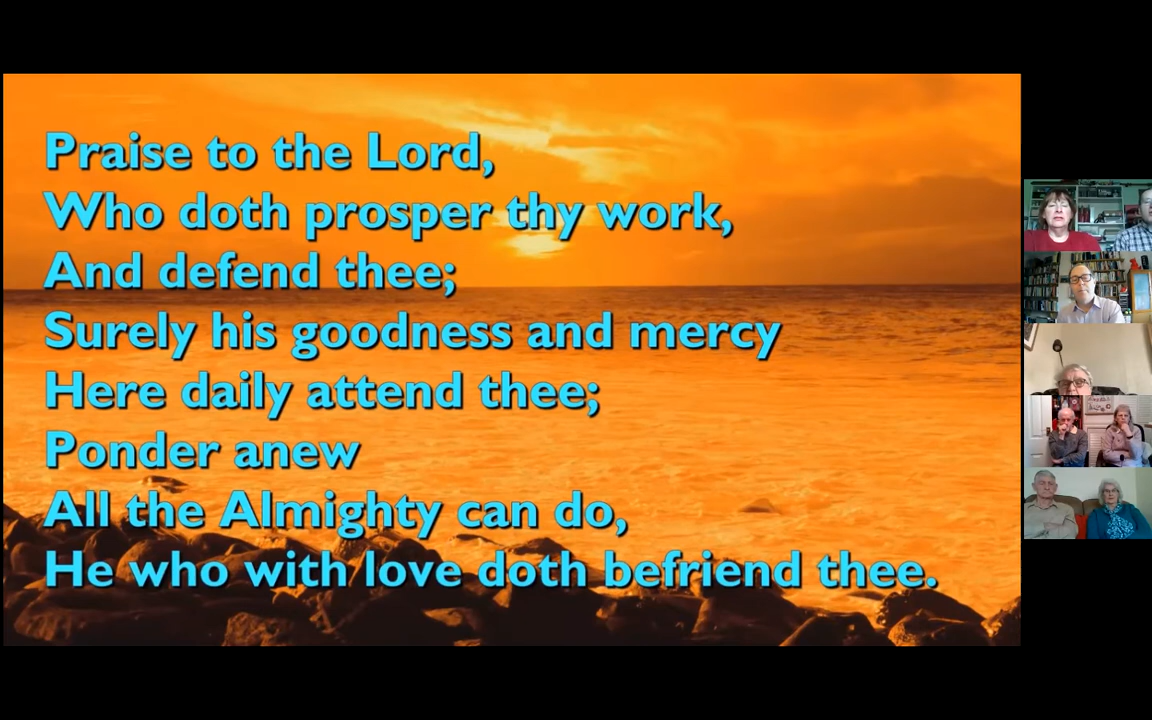 Praise to the Lord,
Who doth prosper thy work,
And defend thee;
Surely his goodness and mercy
Here daily attend thee;
Ponder anew
All the Almighty can do,
He who with love doth befriend thee.